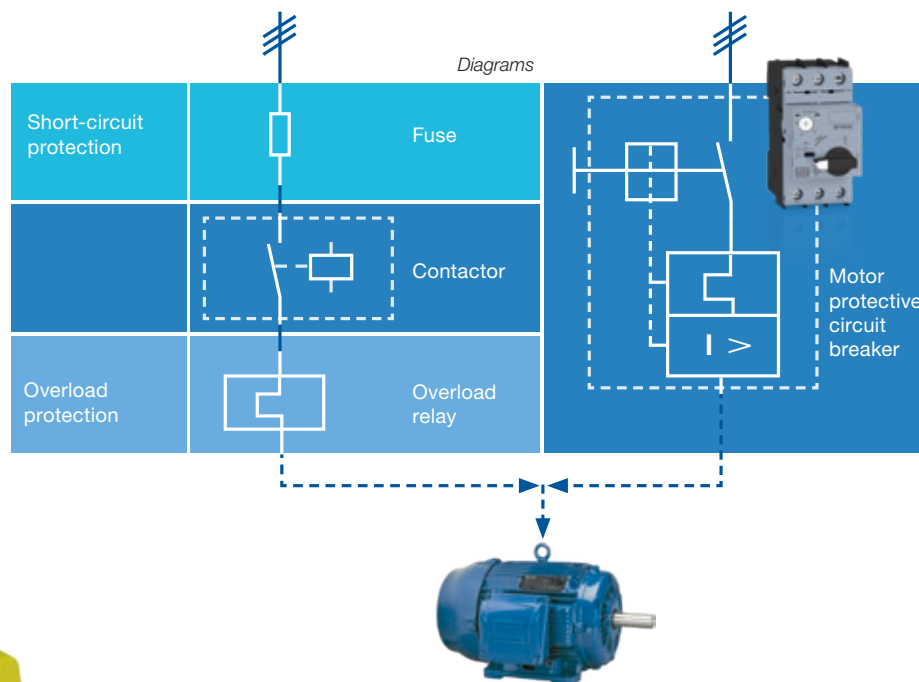 Diagrams
Short-circuit
protection
Fuse
Contactor
Overload
protection
Overload
relay
Motor
protective
circuit
breaker
I >